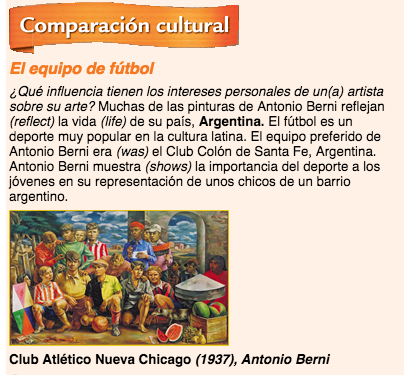 Comparación cultural
El equipo de fútbol
¿Qué influencia tienen los intereses personales de un(a) artista
sobre su arte? Muchas de las pinturas de Antonio Berni reflejan
(reflect) la vida (life) de su país, Argentina. El fútbol es un
deporte muy popular en la cultura latina. El equipo preferido de
Antonio Berni era (was) el Club Colón de Santa Fe, Argentina.
Antonio Berni muestra (shows) la importancia del deporte a los
jóvenes en su representación de unos chicos de un barrio
argentino.
Club Atlético Nueva Chicago (1937), Antonio Berni